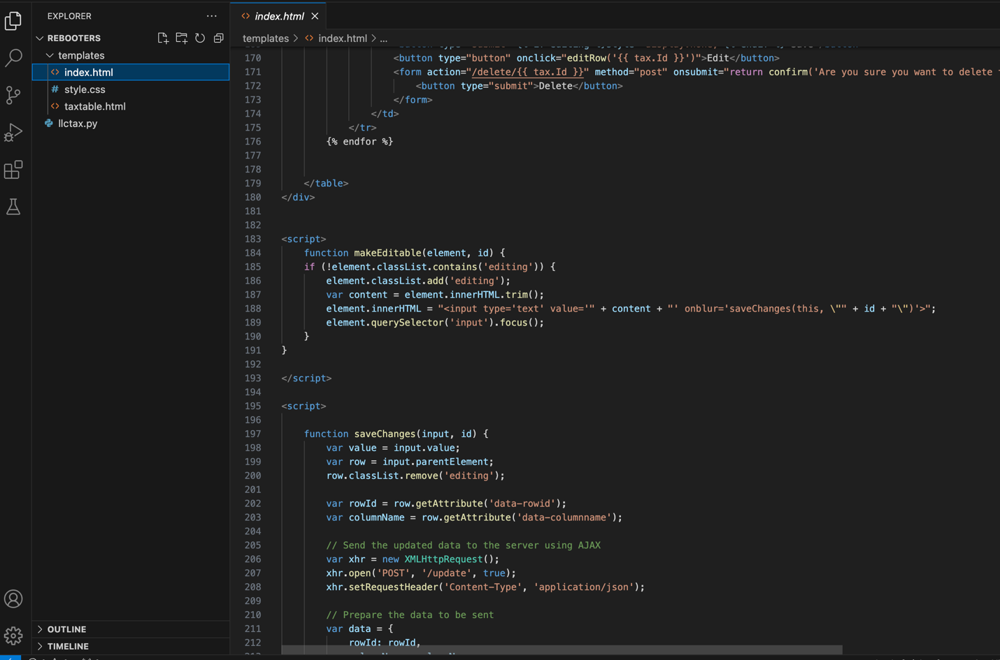 EXPLORER
REBOOTERS
templates
index.html
style.css
taxtable.html
llctax.py
OUTLINE
TIMELINE
index.html
templates > index.html > ...
170 <button type="button" onclick="editRow('{{ tax.Id }}')">Edit</button>
171 <form action="/delete/{{ tax.Id }}" method="post" onsubmit="return confirm('Are you sure you want to delete
172 <button type="submit">Delete</button>
173 </form>
174 </td>
175 </tr>
176 {% endfor %}
177
178
179 </table>
180 </div>
181
182
183 <script>
184 function makeEditable(element, id) {
185 if (!element.classList.contains('editing')) {
186 element.classList.add('editing');
187 var content = element.innerHTML.trim();
188 element.innerHTML = "<input type='text' value='" + content + "' onblur='saveChanges(this, \"" + id + "\")'>";
189 element.querySelector('input').focus();
190 }
191 }
192
193 </script>
194
195 <script>
196
197 function saveChanges(input, id) {
198 var value = input.value;
199 var row = input.parentElement;
200 row.classList.remove('editing');
201
202 var rowId = row.getAttribute('data-rowid');
203 var columnName = row.getAttribute('data-columnname');
204
205 // Send the updated data to the server using AJAX
206 var xhr = new XMLHttpRequest();
207 xhr.open('POST', '/update', true);
208 xhr.setRequestHeader('Content-Type', 'application/json');
209
210 // Prepare the data to be sent
211 var data = {
212 rowId: rowId,